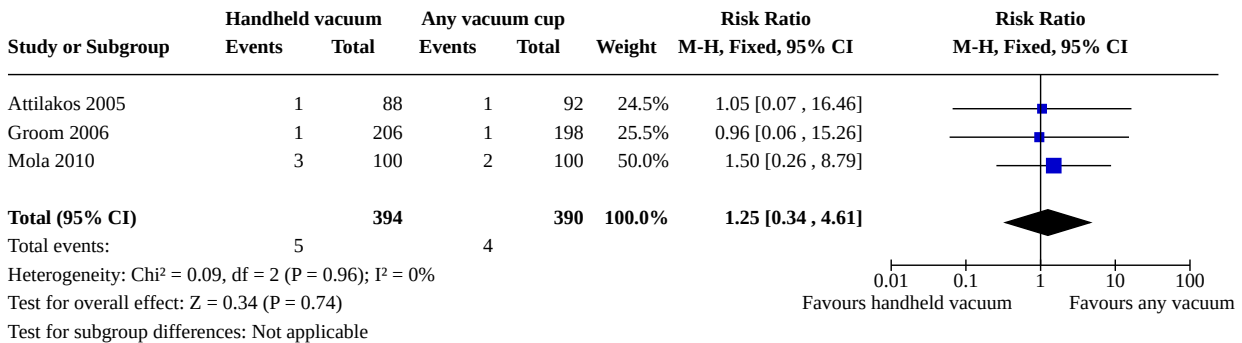 Handheld vacuum Any vacuum cup Risk Ratio Risk Ratio
Study or Subgroup Events Total Events Total Weight M-H, Fixed, 95% CI M-H, Fixed, 95% CI
Attilakos 2005 1 88 1 92 24.5% 1.05 [0.07 , 16.46]
Groom 2006 1 206 1 198 25.5% 0.96 [0.06 , 15.26]
Mola 2010 3 100 2 100 50.0% 1.50 [0.26 , 8.79]
Total (95% CI) 394 390 100.0% 1.25 [0.34 , 4.61]
Total events: 5 4
Heterogeneity: Chi² = 0.09, df = 2 (P = 0.96); I² = 0%
0.01 0.1 1 10 100
Test for overall effect: Z = 0.34 (P = 0.74)
Favours handheld vacuum Favours any vacuum
Test for subgroup differences: Not applicable